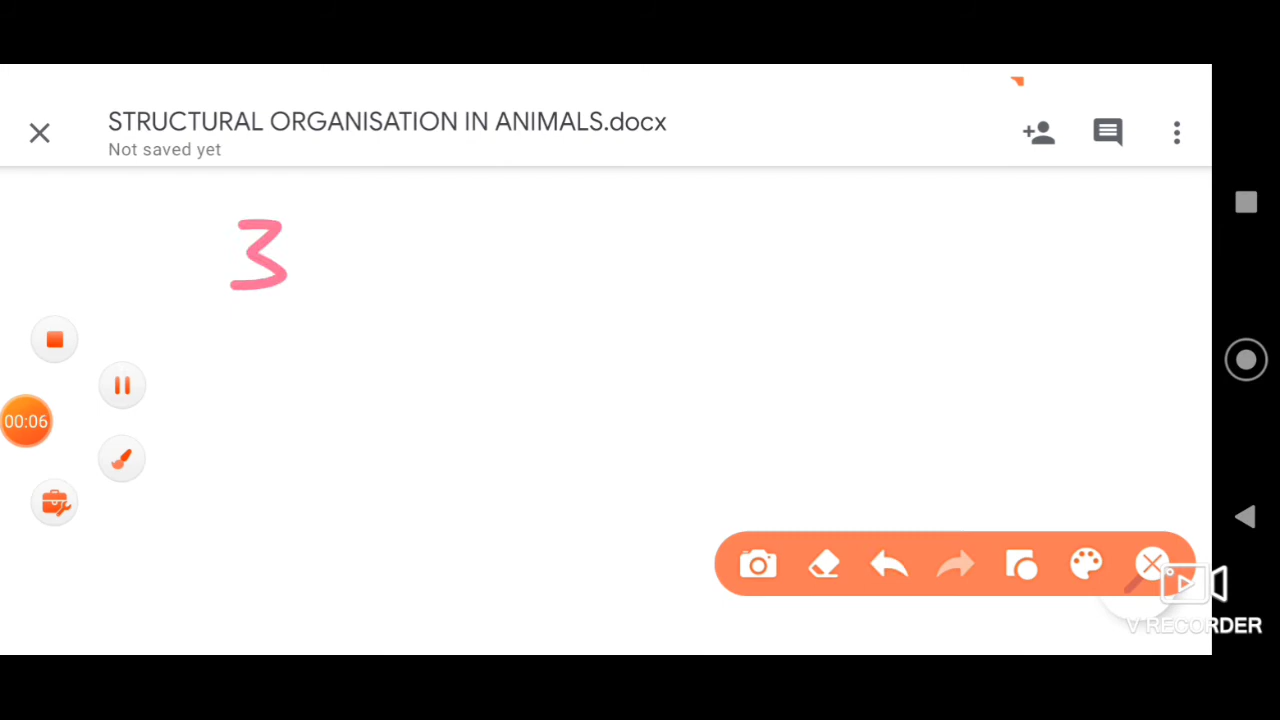 STRUCTURAL ORGANISATION IN ANIMALS.docx
Not saved yet
3
00:06
V RECORDER